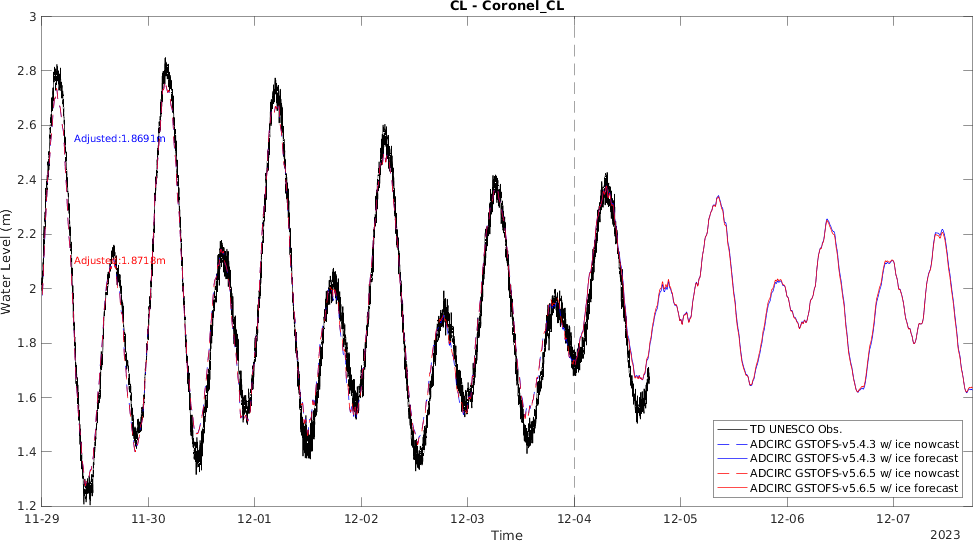 CL - Coronel_CL
3
2.8
2.6
2.4
2.2
2
1.8
1.6
1.4
1.2
Water Level (m)
Adjusted:1.8691m
Adjusted:1.8718m
TD UNESCO Obs.
ADCIRC GSTOFS-v5.4.3 w/ ice nowcast
ADCIRC GSTOFS-v5.4.3 w/ ice forecast
ADCIRC GSTOFS-v5.6.5 w/ ice nowcast
ADCIRC GSTOFS-v5.6.5 w/ ice forecast
11-29 11-30 12-01 12-02 12-03 12-04 12-05 12-06 12-07
Time
2023